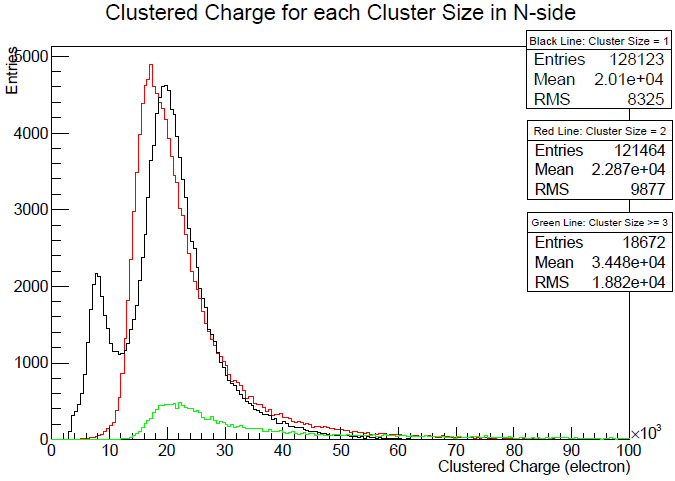 Clustered Charge for each Cluster Size in N-side
Entries
5000
4000
3000
2000
1000
0
0 10 20 30 40 50 60 70 80 90 100
×10³
Clustered Charge (electron)
Black Line: Cluster Size = 1
Entries 128123
Mean 2.01e+04
RMS 8325
Red Line: Cluster Size = 2
Entries 121464
Mean 2.287e+04
RMS 9877
Green Line: Cluster Size >= 3
Entries 18672
Mean 3.448e+04
RMS 1.882e+04